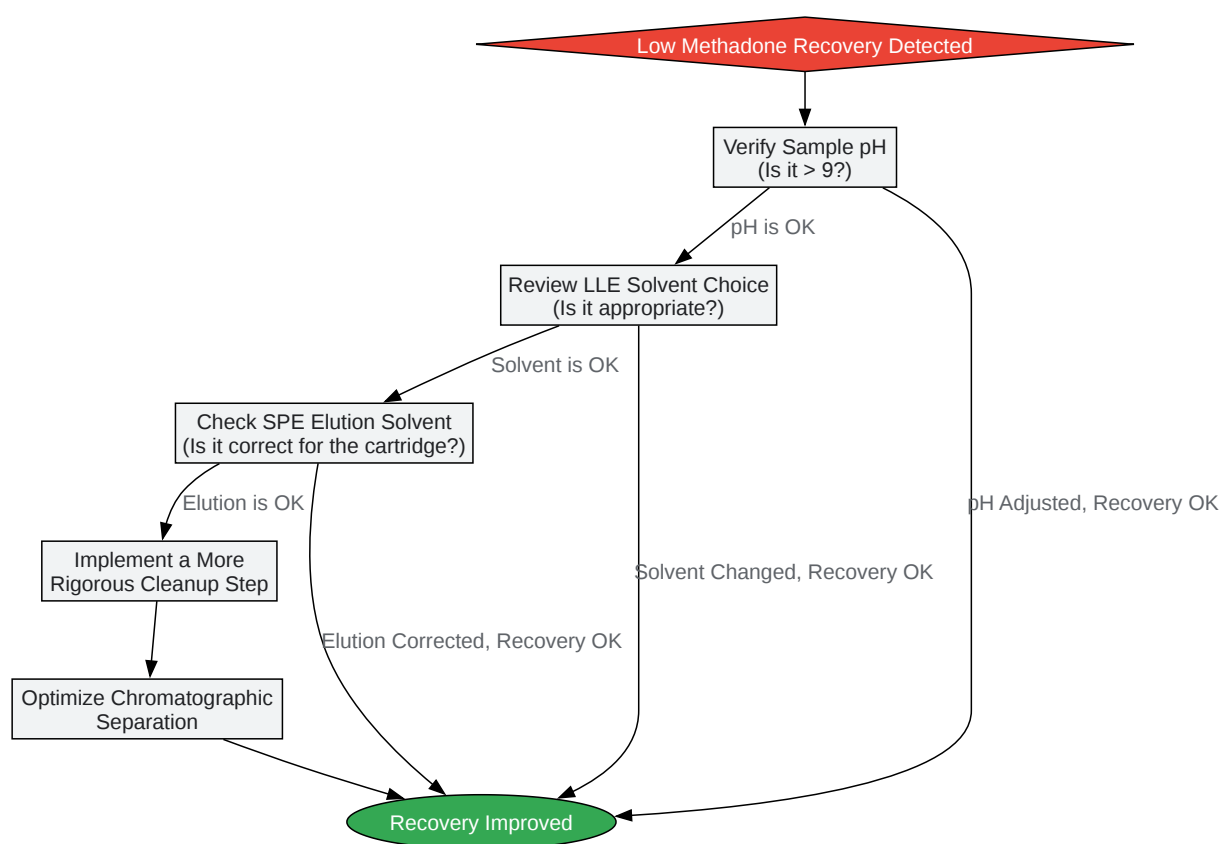 Low Methadone Recovery Detected
Verify Sample pH
(Is it > 9?)
pH is OK
Review LLE Solvent Choice
(Is it appropriate?)
Solvent is OK
Check SPE Elution Solvent
(Is it correct for the cartridge?)
Elution is OK
pH Adjusted, Recovery OK
Implement a More
Rigorous Cleanup Step
Solvent Changed, Recovery OK
Elution Corrected, Recovery OK
Optimize Chromatographic
Separation
Recovery Improved